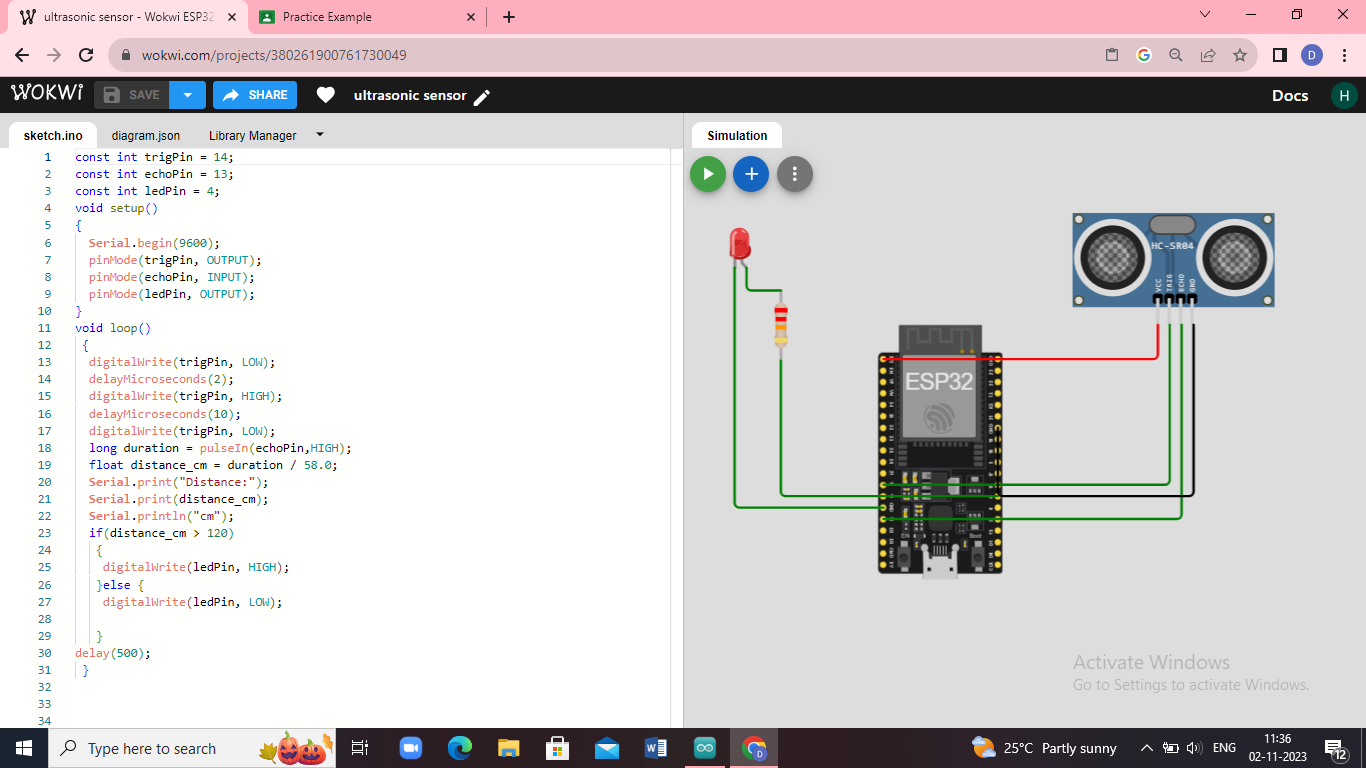 ultrasonic sensor - Wokwi ESP32
Practice Example
wokwi.com/projects/380261900761730049
D
WOKWi
SAVE
SHARE
ultrasonic sensor
Docs
H
sketch.ino
diagram.json
Library Manager
Simulation
1 const int trigPin = 14;
2 const int echoPin = 13;
3 const int ledPin = 4;
4 void setup()
5 {
6 Serial.begin(9600);
7 pinMode(trigPin, OUTPUT);
8 pinMode(echoPin, INPUT);
9 pinMode(ledPin, OUTPUT);
10 }
11 void loop()
12 {
13 digitalWrite(trigPin, LOW);
14 delayMicroseconds(2);
15 digitalWrite(trigPin, HIGH);
16 delayMicroseconds(10);
17 digitalWrite(trigPin, LOW);
18 long duration = pulseIn(echoPin,HIGH);
19 float distance_cm = duration / 58.0;
20 Serial.print("Distance:");
21 Serial.print(distance_cm);
22 Serial.println("cm");
23 if(distance_cm > 120)
24 {
25 digitalWrite(ledPin, HIGH);
26 }else {
27 digitalWrite(ledPin, LOW);
28
29 }
30 delay(500);
31 }
32
33
34
HC-SR04
VCC
TRIG
ECHO
GND
ESP32
EN
Boot
Activate Windows
Go to Settings to activate Windows.
Type here to search
D
25°C Partly sunny
ENG
11:36
02-11-2023
12